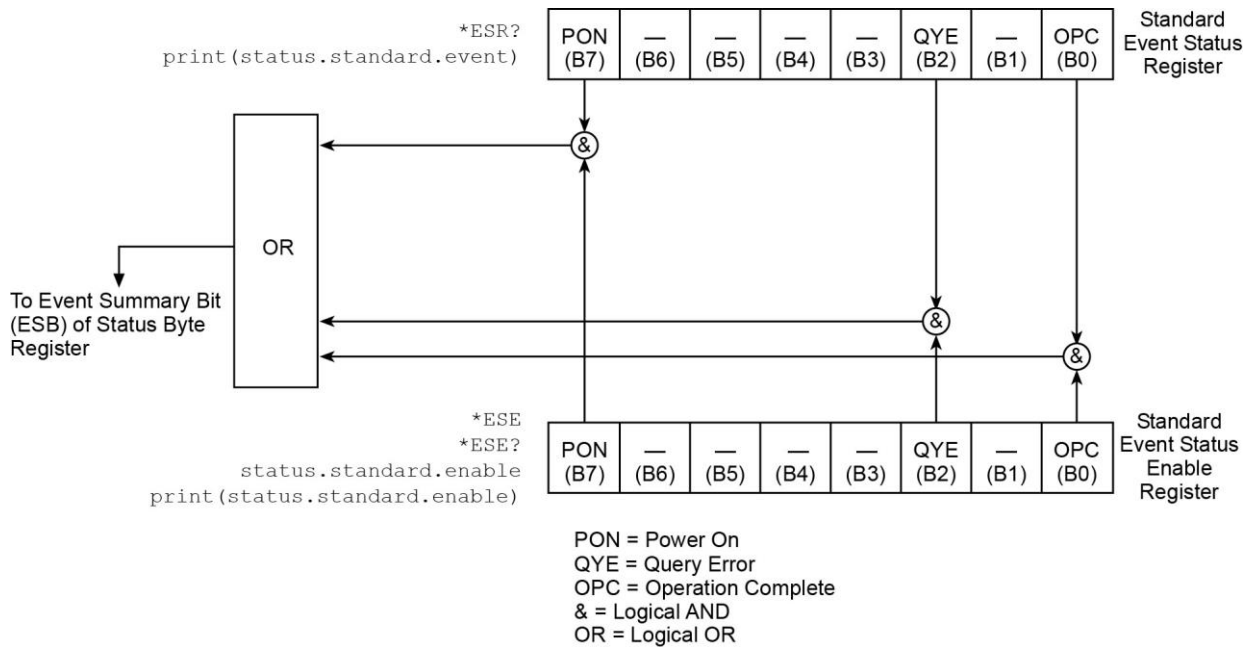 *ESR?
print(status.standard.event)
PON — — — — QYE — OPC
(B7) (B6) (B5) (B4) (B3) (B2) (B1) (B0)
Standard
Event Status
Register
&
OR
To Event Summary Bit
(ESB) of Status Byte
Register
&
&
*ESE
*ESE?
status.standard.enable
print(status.standard.enable)
PON — — — — QYE — OPC
(B7) (B6) (B5) (B4) (B3) (B2) (B1) (B0)
Standard
Event Status
Enable
Register
PON = Power On
QYE = Query Error
OPC = Operation Complete
& = Logical AND
OR = Logical OR